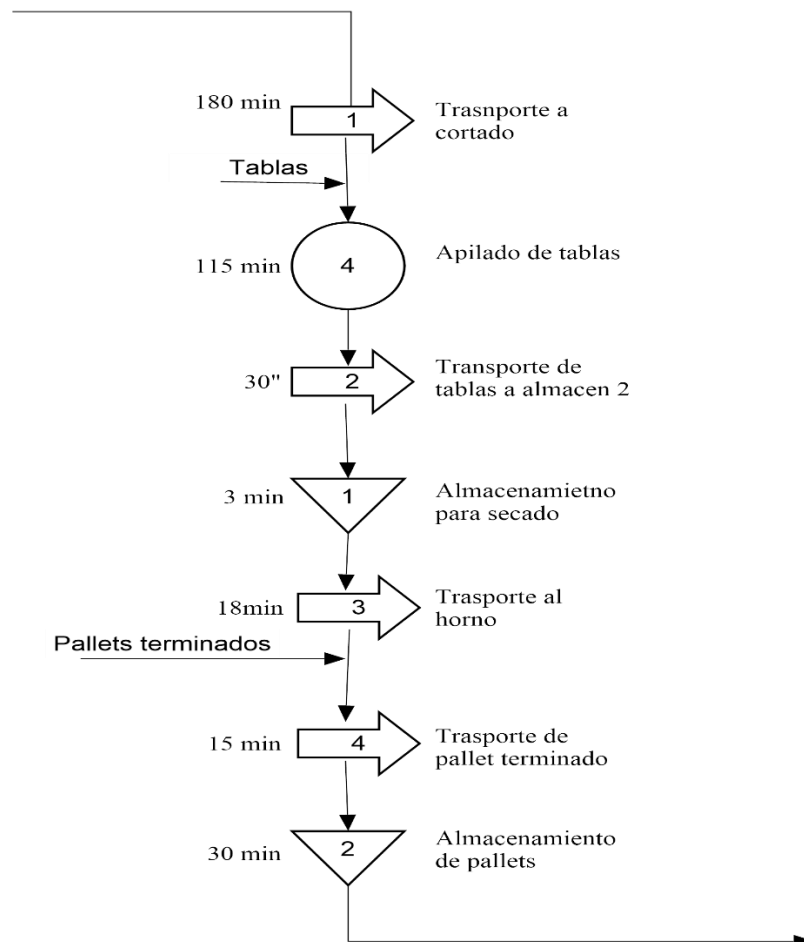 180 min
1
Trasnporte a
cortado
Tablas
115 min
4
Apilado de tablas
30"
2
Transporte de
tablas a almacen 2
3 min
1
Almacenamietno
para secado
18min
3
Trasporte al
horno
Pallets terminados
15 min
4
Trasporte de
pallet terminado
30 min
2
Almacenamiento
de pallets